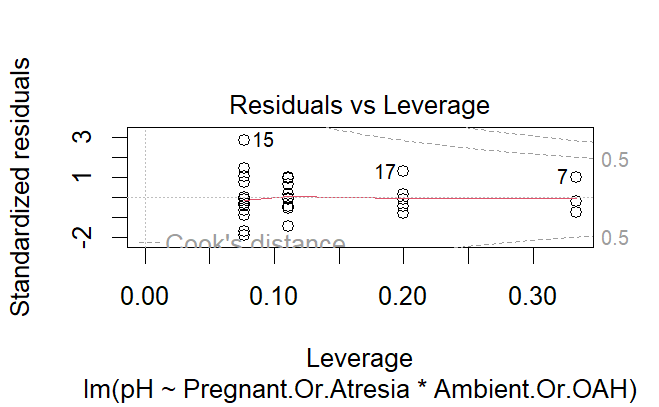 Residuals vs Leverage
Standardized residuals
3
1
-2
15
17
7
0.5
0.5
Cook's distance
0.00
0.10
0.20
0.30
Leverage
lm(pH ~ Pregnant.Or.Atresia * Ambient.Or.OAH)